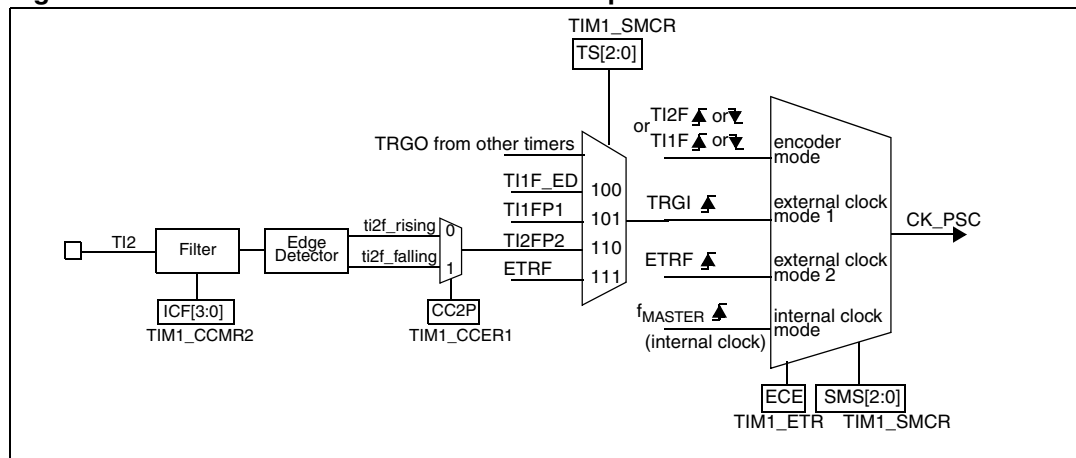 TIM1_SMCR
TS[2:0]
TRGO from other timers
TI1F_ED
100
TI1FP1
101
TI2FP2
110
ETRF
111
TI2
Filter
Edge
Detector
ti2f_rising
ti2f_falling
0
1
ICF[3:0]
TIM1_CCMR2
CC2P
TIM1_CCER1
TI2F or
or TI1F or
encoder
mode
TRGI
external clock
mode 1
ETRF
external clock
mode 2
fMASTER
(internal clock)
internal clock
mode
CK_PSC
ECE
TIM1_ETR
SMS[2:0]
TIM1_SMCR